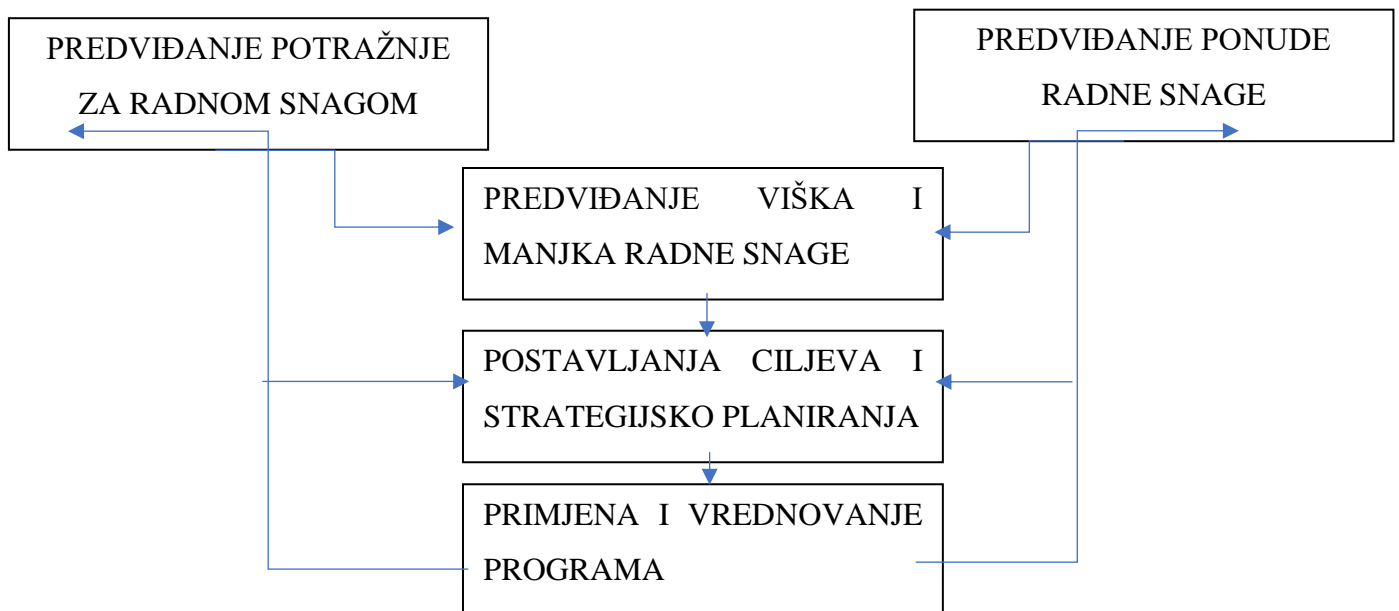 PREDVIĐANJE POTRAŽNJE
ZA RADNOM SNAGOM
PREDVIĐANJE PONUDE
RADNE SNAGE
PREDVIĐANJE VIŠKA I
MANJKA RADNE SNAGE
POSTAVLJANJA CILJEVA I
STRATEGIJSKO PLANIRANJA
PRIMJENA I VREDNOVANJE
PROGRAMA